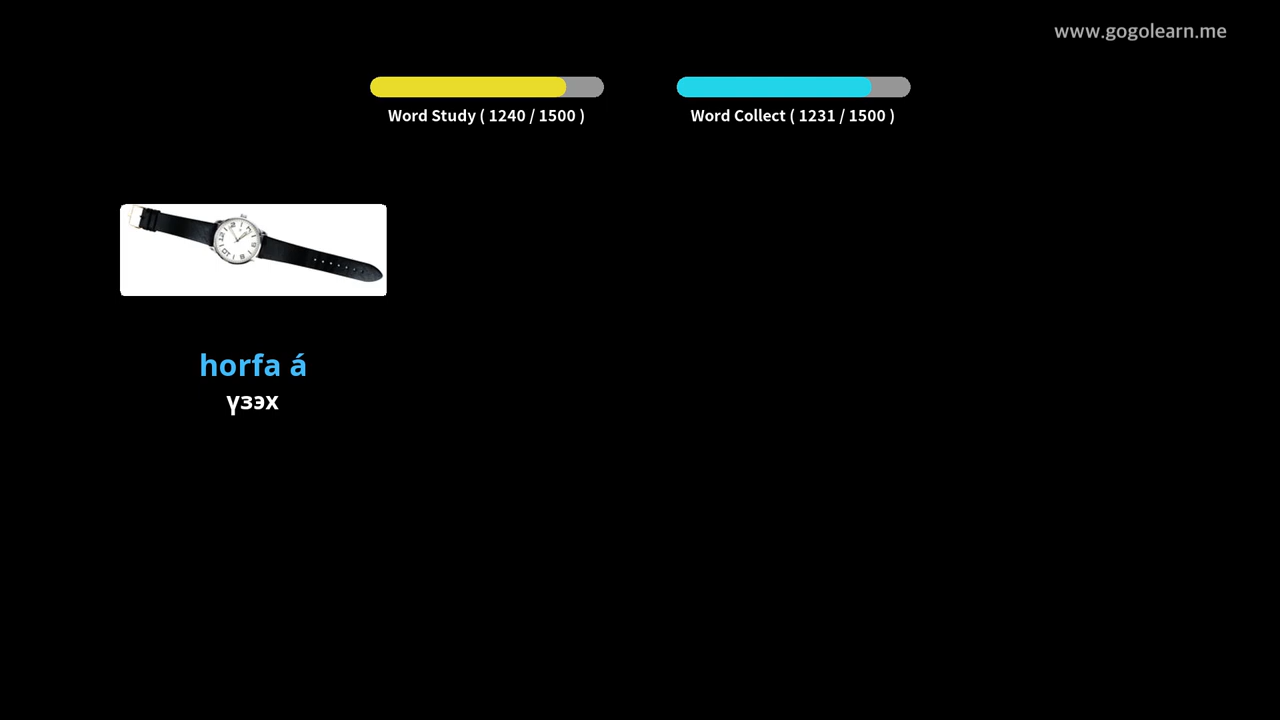 www.gogolearn.me
Word Study ( 1240 / 1500 )
Word Collect ( 1231 / 1500 )
horfa á
үзэх